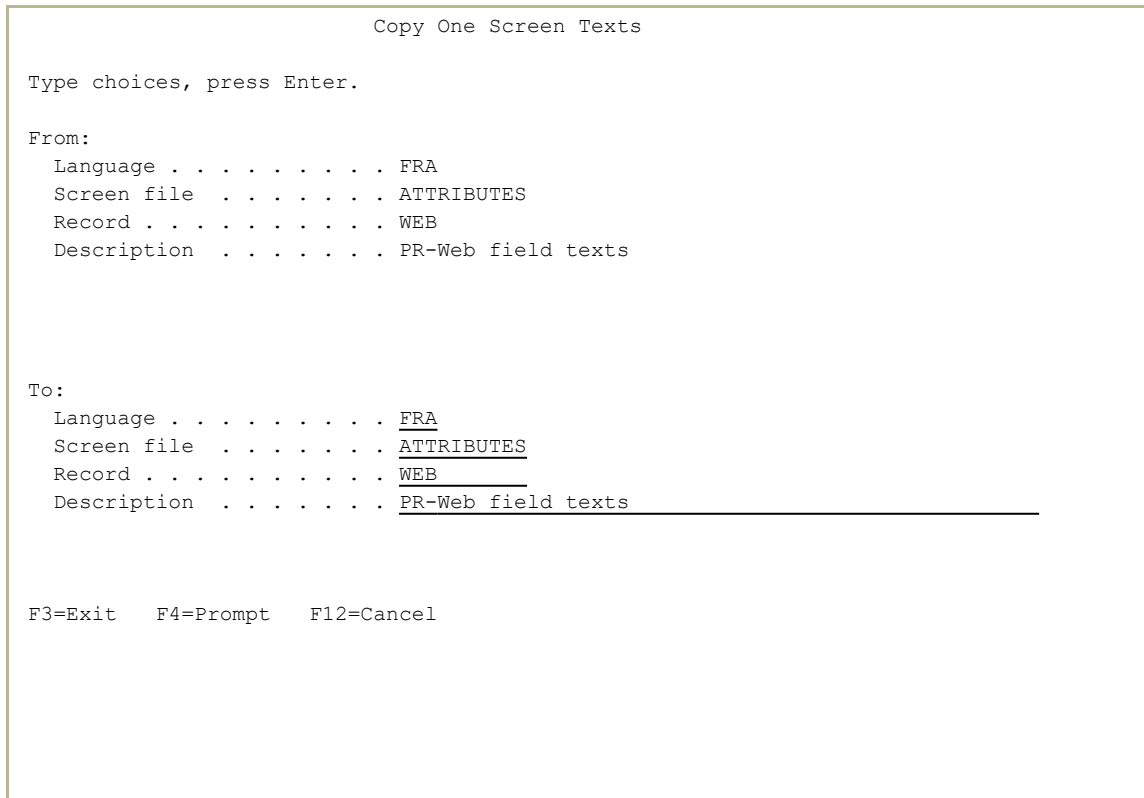 Copy One Screen Texts
Type choices, press Enter.
From:
Language . . . . . . . . . FRA
Screen file . . . . . . . ATTRIBUTES
Record . . . . . . . . . . WEB
Description . . . . . . . PR-Web field texts
To:
Language . . . . . . . . . FRA
Screen file . . . . . . . ATTRIBUTES
Record . . . . . . . . . . WEB
Description . . . . . . . PR-Web field texts
F3=Exit F4=Prompt F12=Cancel